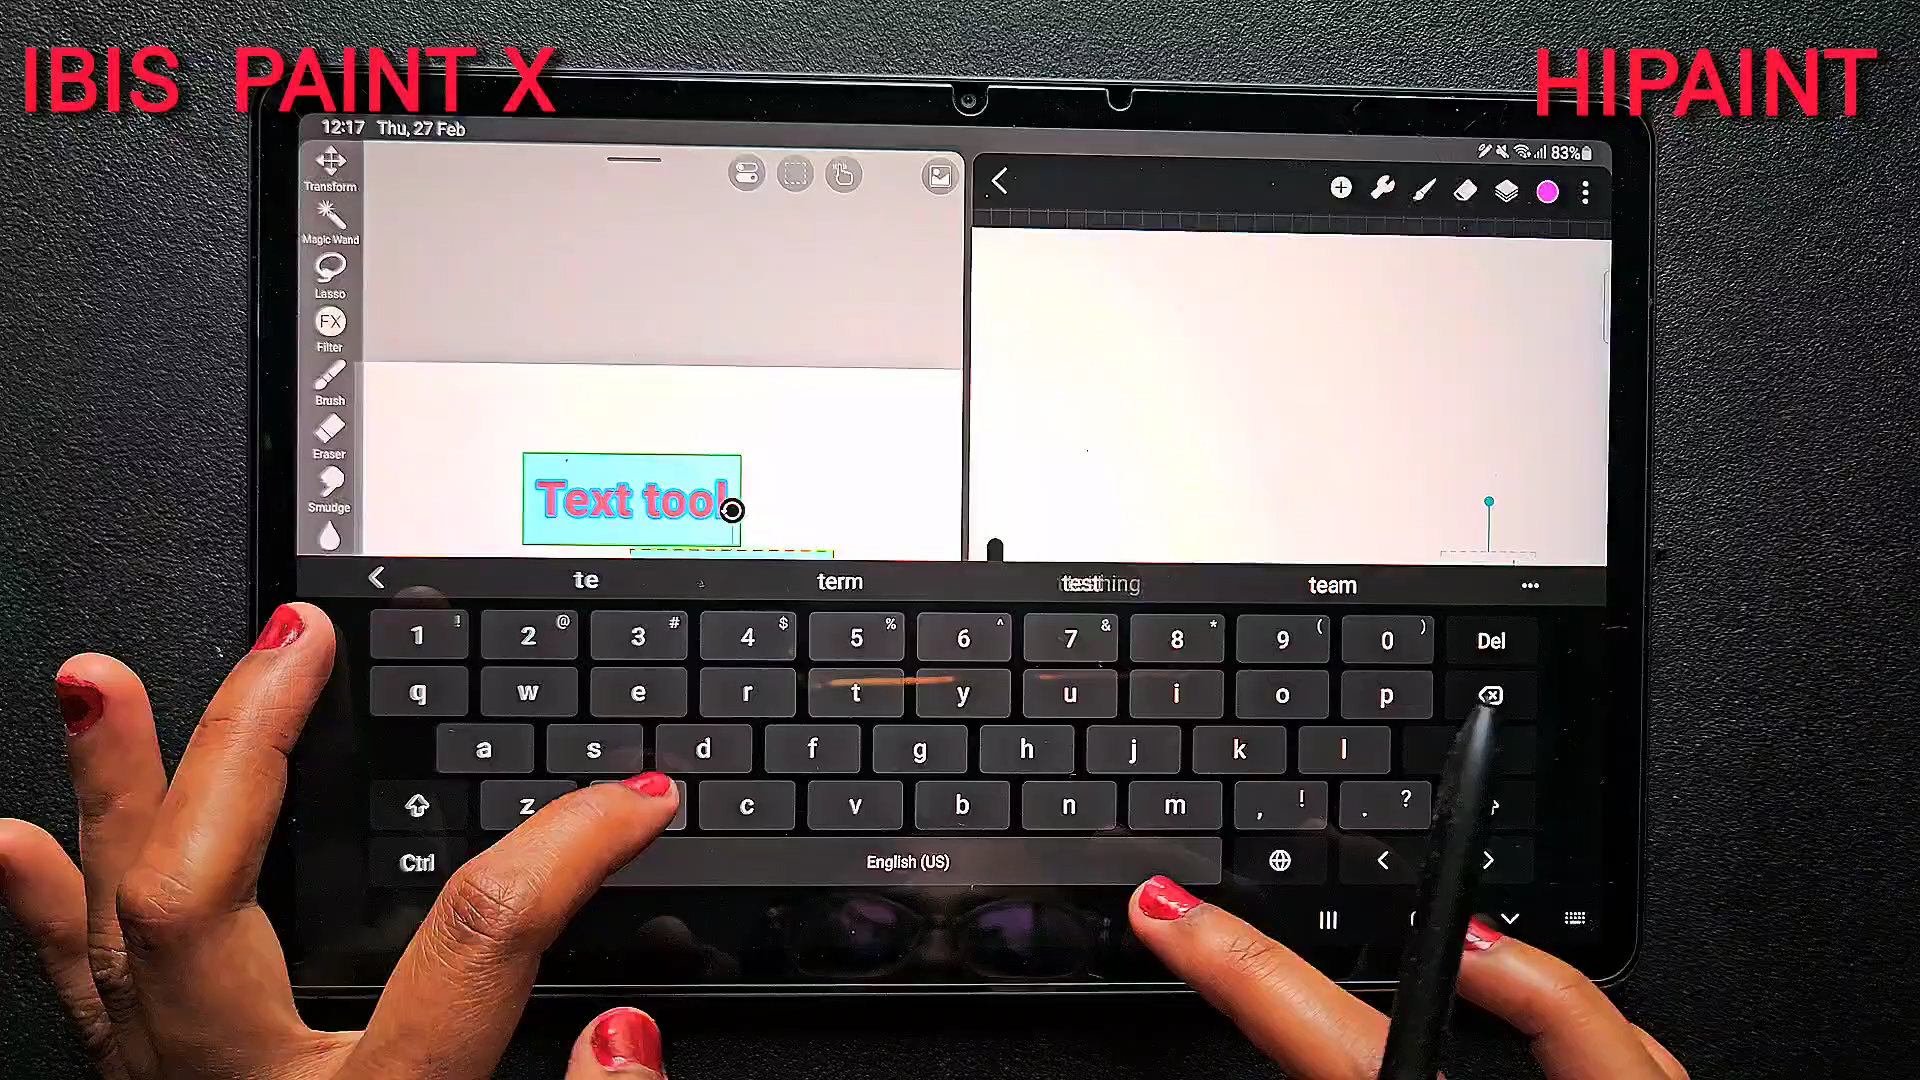 IBIS PAINT X
HIPAINT
12:17 Thu, 27 Feb
83%
Transform
Magic Wand
Lasso
FX
Filter
Brush
Eraser
Smudge
Text tool
te term test team
1 ! 2 @ 3 # 4 $ 5 % 6 ^ 7 & 8 * 9 ( 0 ) Del
q w e r t y u i o p
a s d f g h j k l
z c v b n m , ! . ?
Ctrl English (US)